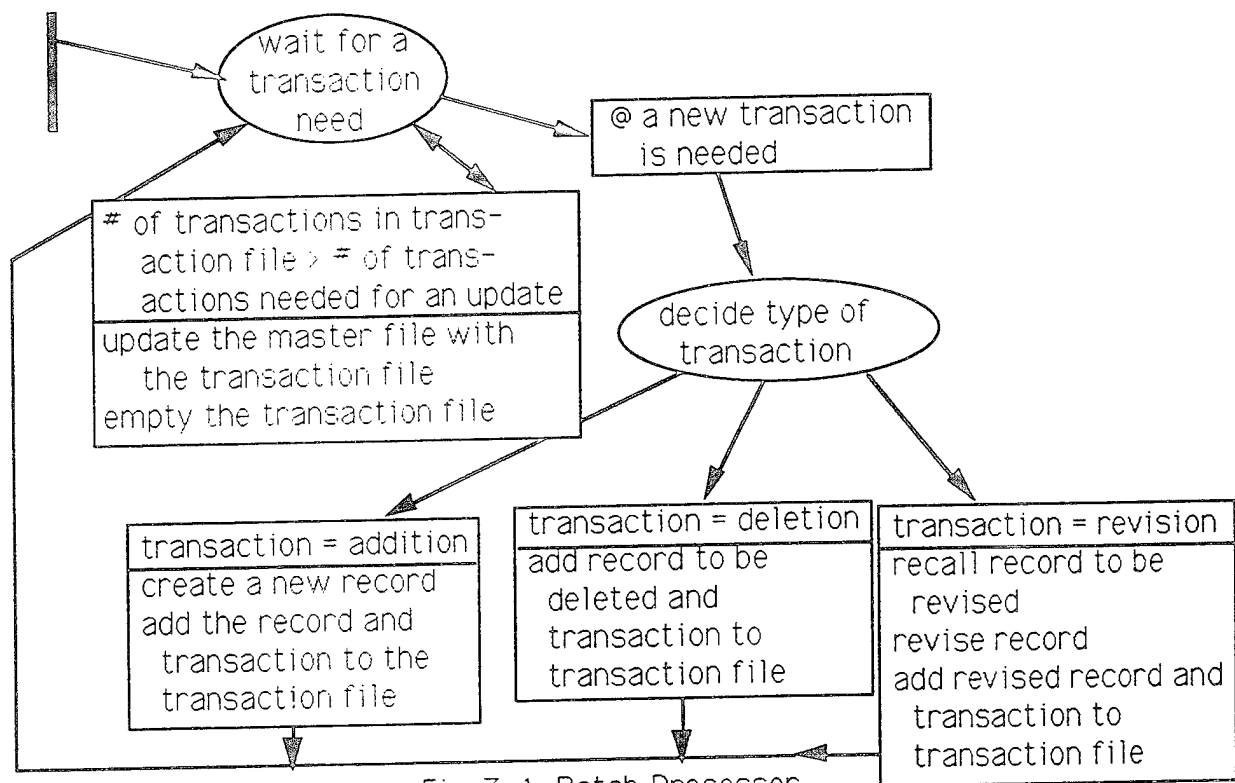 wait for a
transaction
need
@ a new transaction
is needed
# of transactions in trans-
action file > # of trans-
actions needed for an update
update the master file with
the transaction file
empty the transaction file
decide type of
transaction
transaction = addition
create a new record
add the record and
transaction to the
transaction file
transaction = deletion
add record to be
deleted and
transaction to
transaction file
transaction = revision
recall record to be
revised
revise record
add revised record and
transaction to
transaction file
Fig. 3-1 Batch Processor